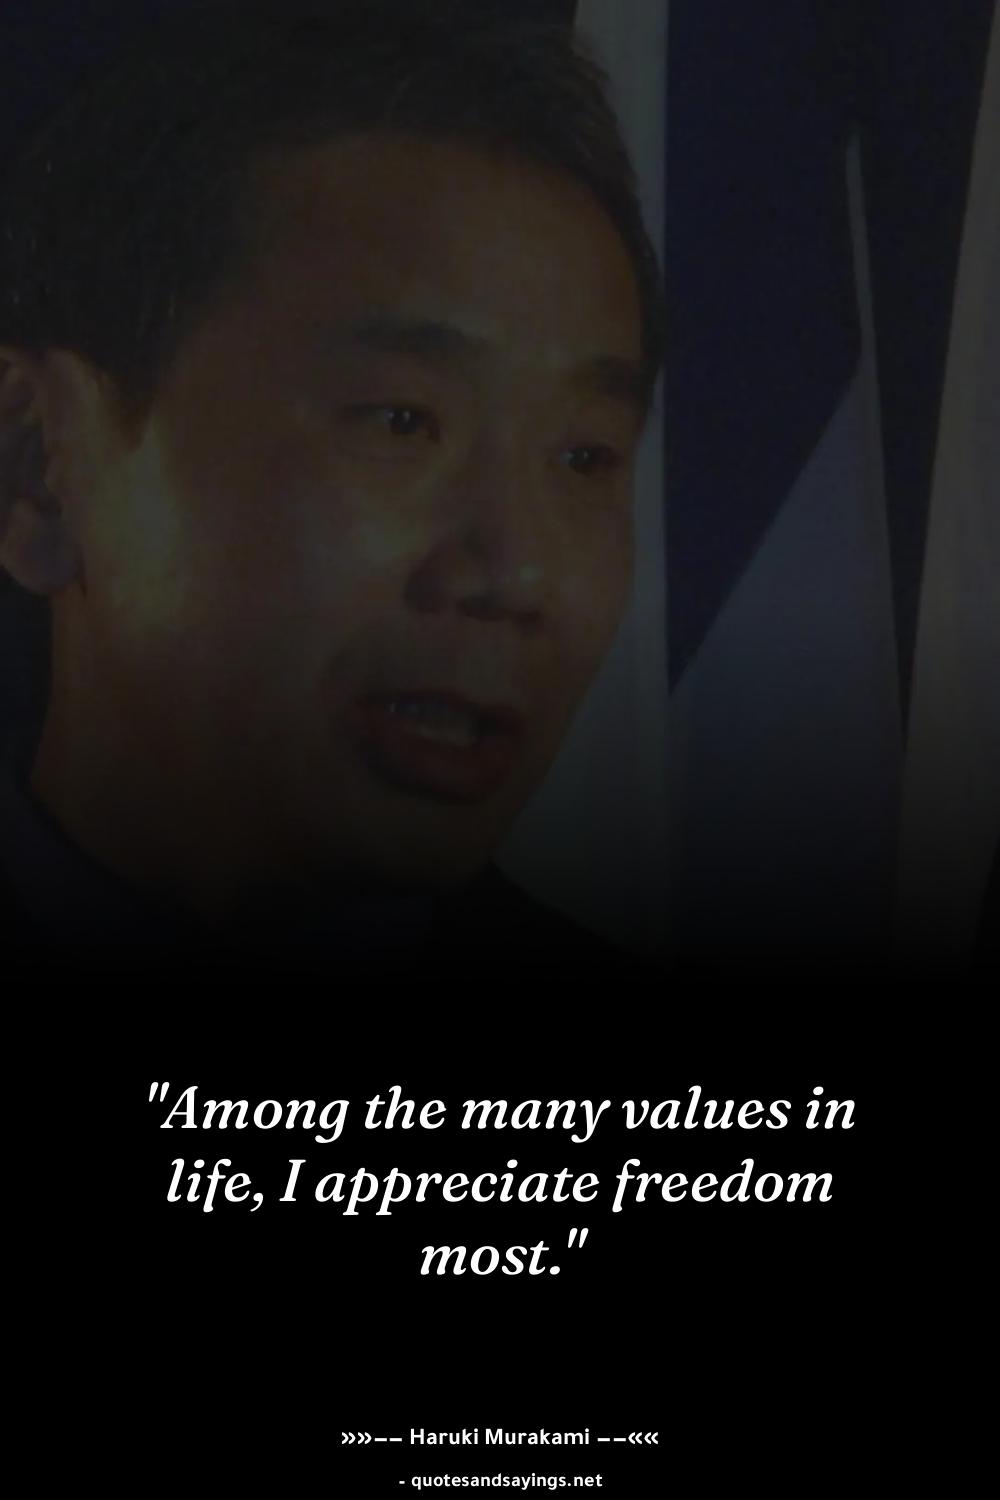 "Among the many values in
life, I appreciate freedom
most."
»»−− Haruki Murakami −−««
- quotesandsayings.net